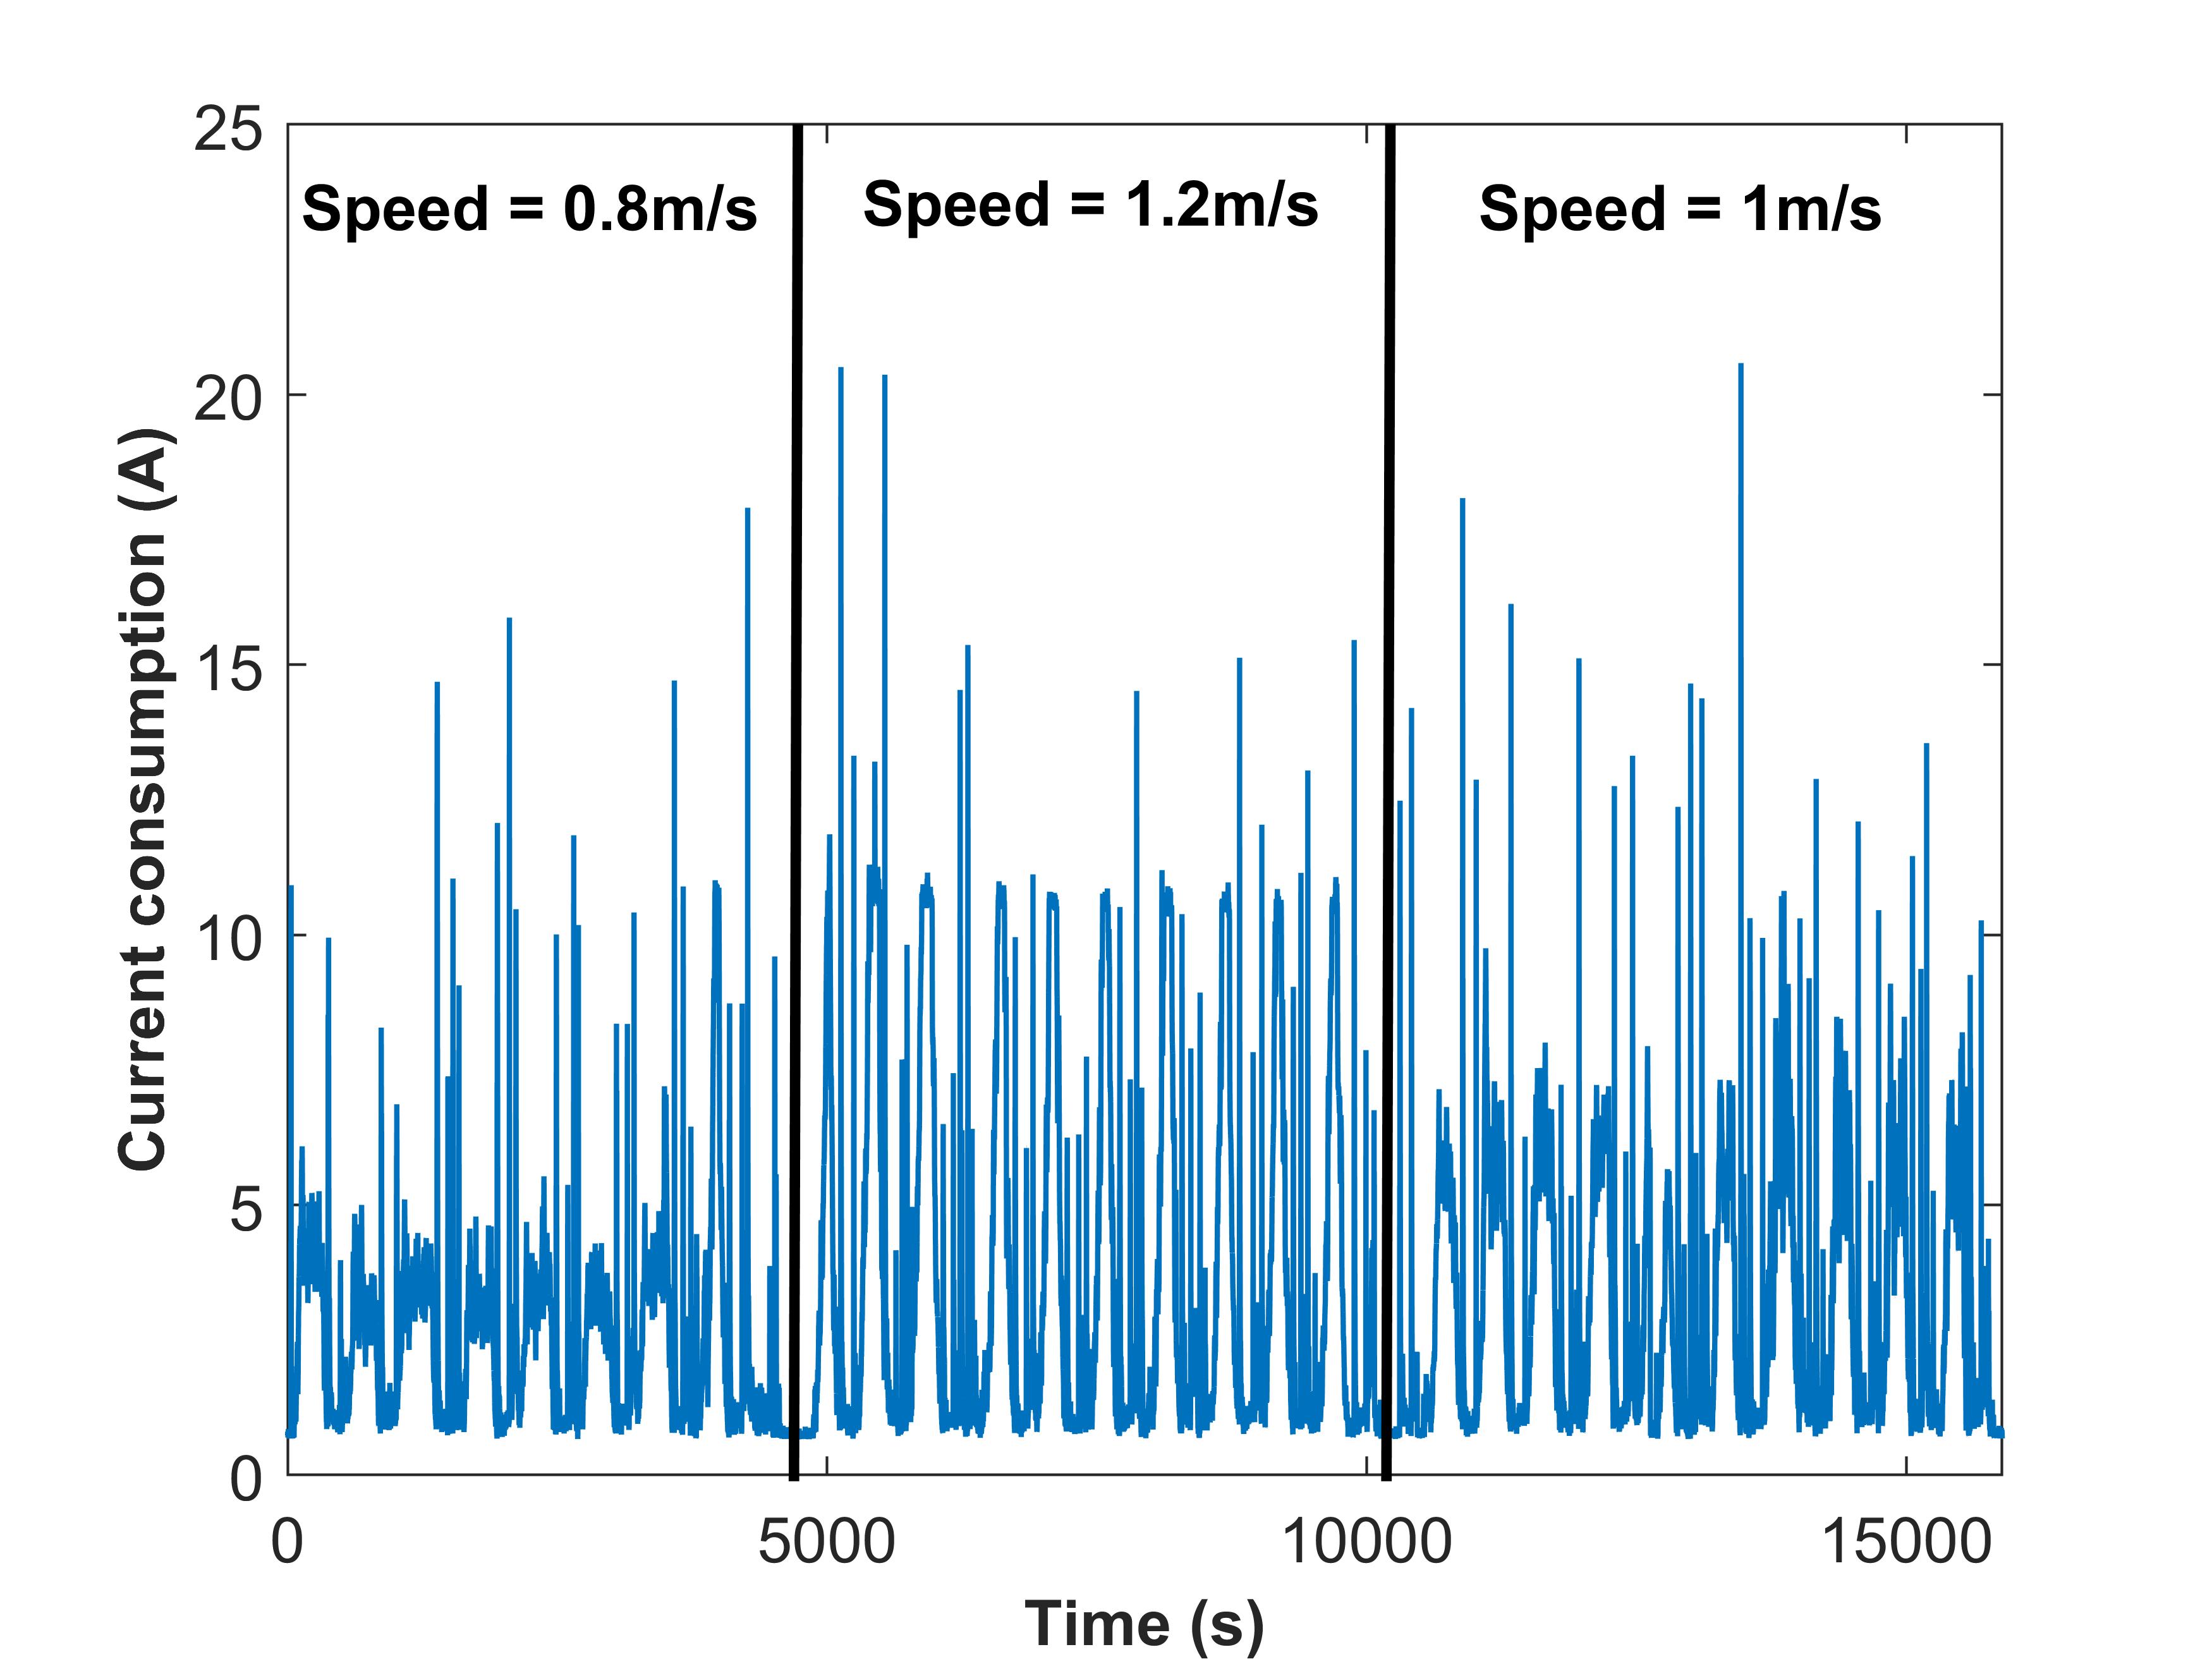 25
Speed = 0.8m/s
Speed = 1.2m/s
Speed = 1m/s
20
15
10
5
0
Current consumption (A)
0
5000
10000
15000
Time (s)